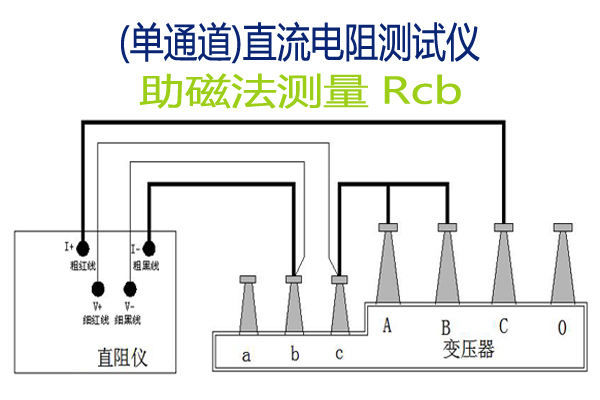 (单通道)直流电阻测试仪
助磁法测量 Rcb
I+
粗红线
I-
粗黑线
V+
细红线
V-
细黑线
直阻仪
a
b
c
A
B
C
0
变压器